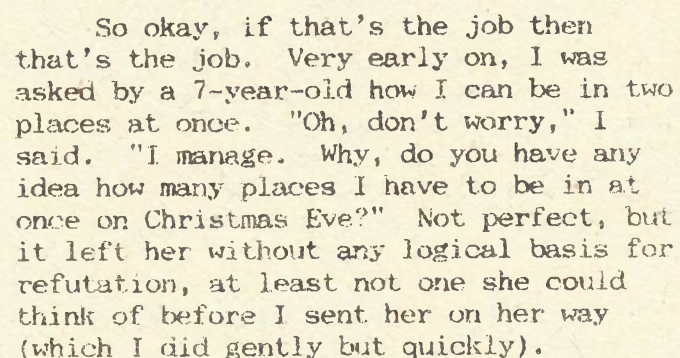 So okay, if that's the job then
that's the job. Very early on, I was
asked by a 7-year-old how I can be in two
places at once. "Oh, don't worry," I
said. "I manage. Why, do you have any
idea how many places I have to be in at
once on Christmas Eve?" Not perfect, but
it left her without any logical basis for
refutation, at least not one she could
think of before I sent her on her way
(which I did gently but quickly).